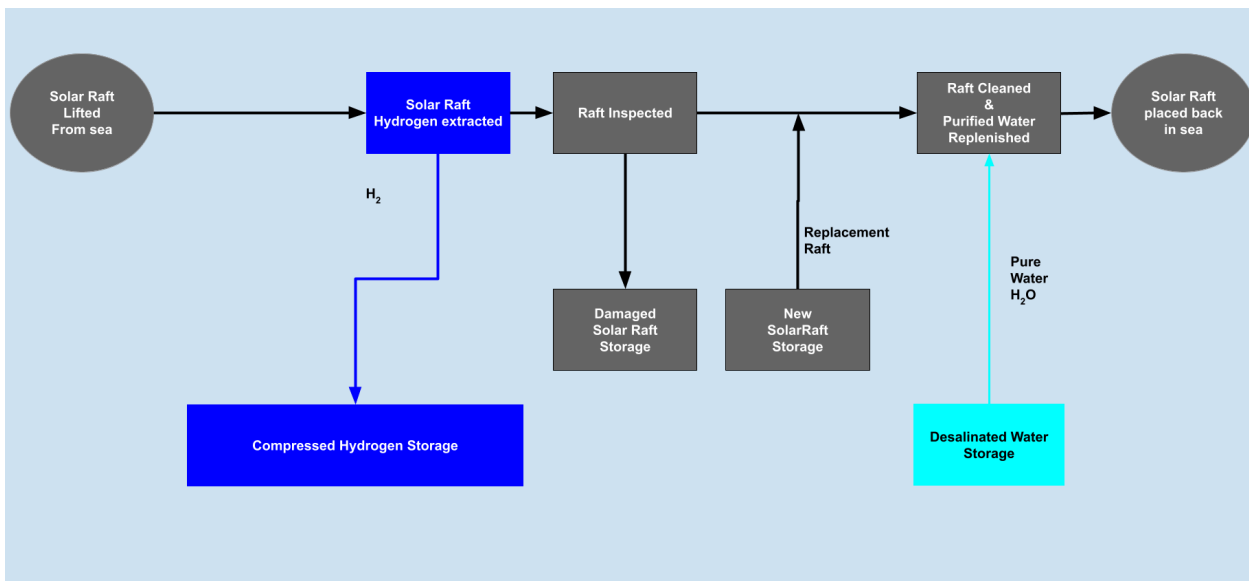 Solar Raft
Lifted
From sea
Solar Raft
Hydrogen extracted
Raft Inspected
Raft Cleaned
&
Purified Water
Replenished
Solar Raft
placed back
in sea
H₂
Replacement
Raft
Pure
Water
H₂O
Damaged
Solar Raft
Storage
New
SolarRaft
Storage
Compressed Hydrogen Storage
Desalinated Water
Storage